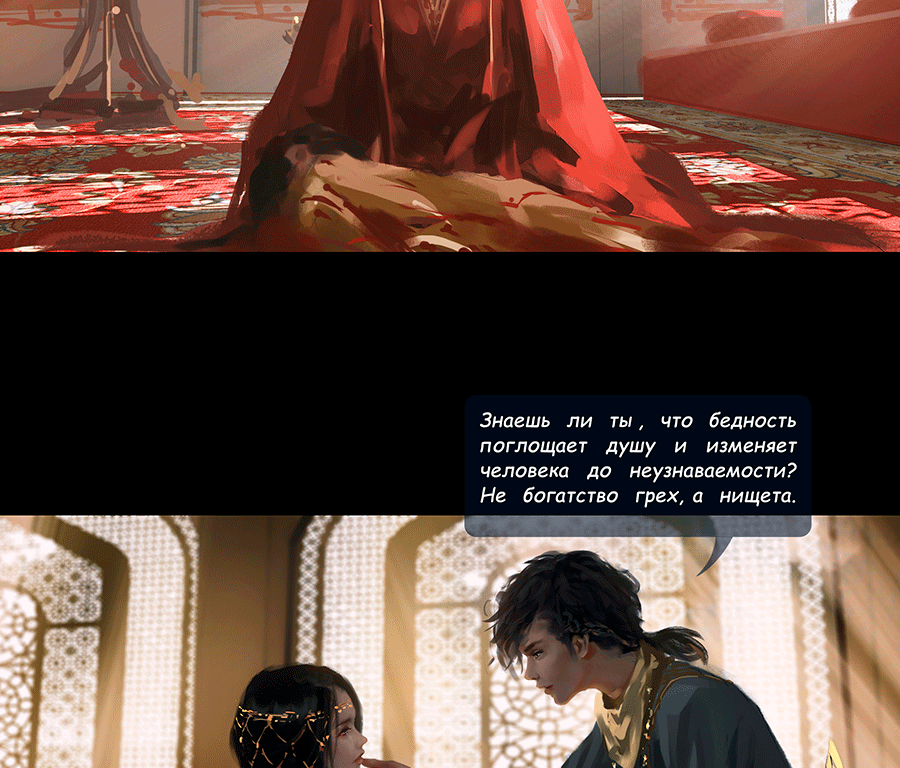 Знаешь ли ты , что бедность
поглощает душу и изменяет
человека до неузнаваемости?
Не богатство грех, а нищета.